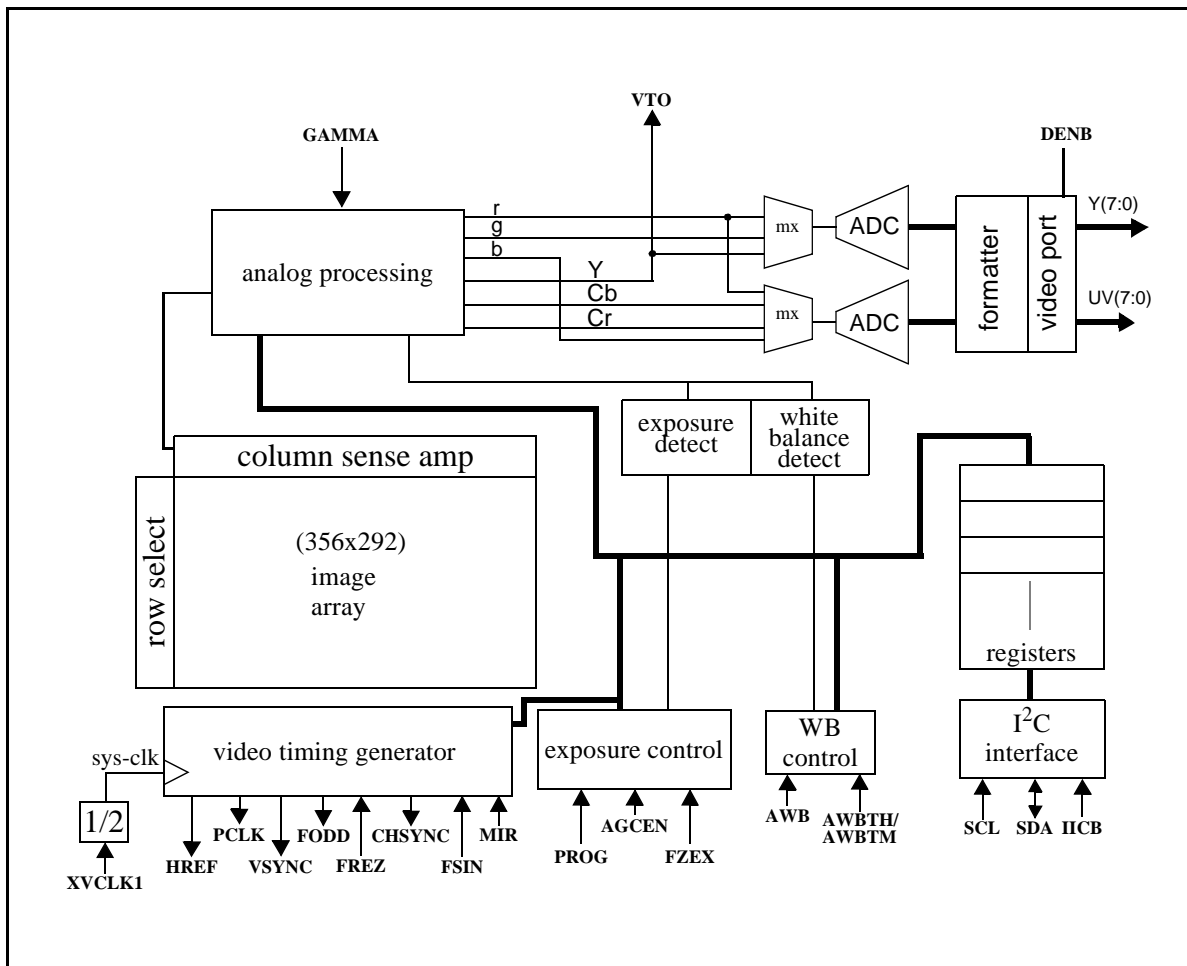 VTO
GAMMA
DENB
r
g
b
Y
Cb
Cr
analog processing
mx
ADC
mx
ADC
formatter
video port
Y(7:0)
UV(7:0)
exposure
detect
white
balance
detect
column sense amp
row select
(356x292)
image
array
registers
I²C
interface
SCL
SDA
IICB
video timing generator
sys-clk
1/2
XVCLK1
HREF
PCLK
VSYNC
FODD
FREZ
CHSYNC
FSIN
MIR
exposure control
PROG
AGCEN
FZEX
WB
control
AWB
AWBTH/
AWBTM